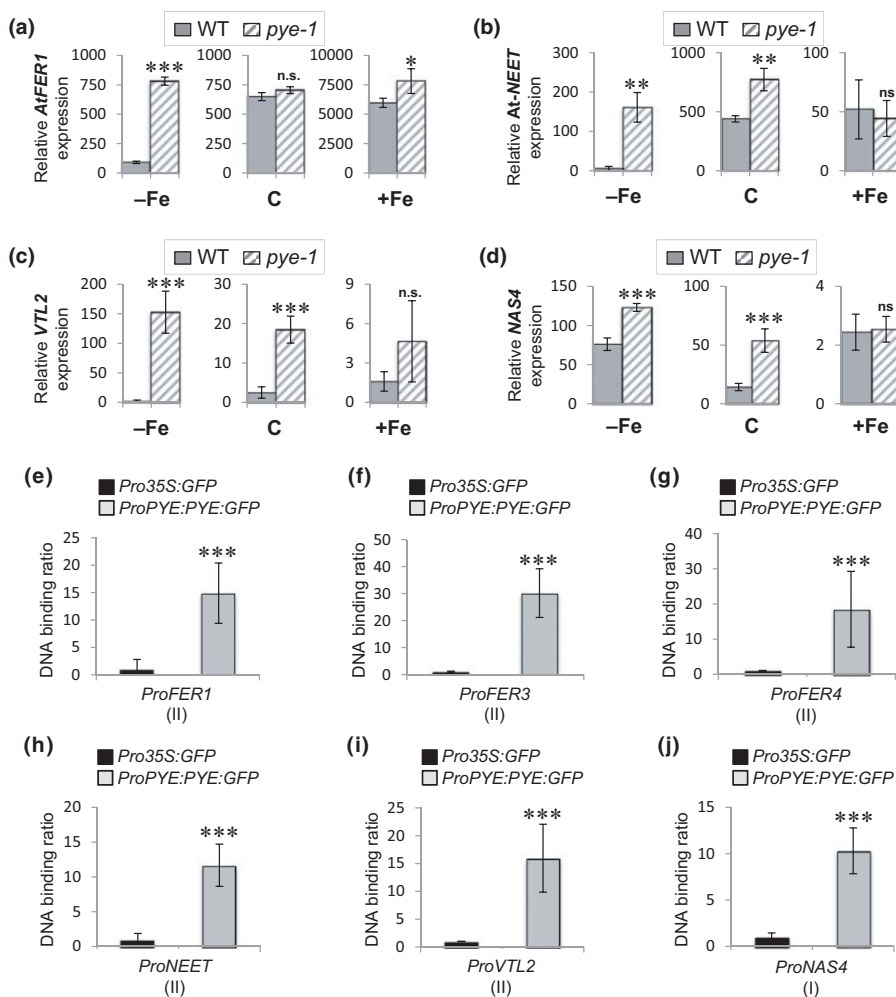 (a)
WT pye-1
Relative AtFER1 expression
1000
750
500
250
0
***
–Fe
1000
750
500
250
0
n.s.
C
10000
7500
5000
2500
0
*
+Fe
(b)
WT pye-1
Relative At-NEET expression
300
200
100
0
**
–Fe
1000
500
0
**
C
100
50
0
ns
+Fe
(c)
WT pye-1
Relative VTL2 expression
200
150
100
50
0
***
–Fe
30
20
10
0
***
C
9
6
3
0
n.s.
+Fe
(d)
WT pye-1
Relative NAS4 expression
150
100
50
0
***
–Fe
100
50
0
***
C
4
2
0
ns
+Fe
(e)
Pro35S:GFP
ProPYE:PYE:GFP
DNA binding ratio
25
20
15
10
5
0
***
ProFER1
(II)
(f)
Pro35S:GFP
ProPYE:PYE:GFP
DNA binding ratio
50
40
30
20
10
0
***
ProFER3
(II)
(g)
Pro35S:GFP
ProPYE:PYE:GFP
DNA binding ratio
40
30
20
10
0
***
ProFER4
(II)
(h)
Pro35S:GFP
ProPYE:PYE:GFP
DNA binding ratio
20
15
10
5
0
***
ProNEET
(II)
(i)
Pro35S:GFP
ProPYE:PYE:GFP
DNA binding ratio
25
20
15
10
5
0
***
ProVTL2
(II)
(j)
Pro35S:GFP
ProPYE:PYE:GFP
DNA binding ratio
15
10
5
0
***
ProNAS4
(I)